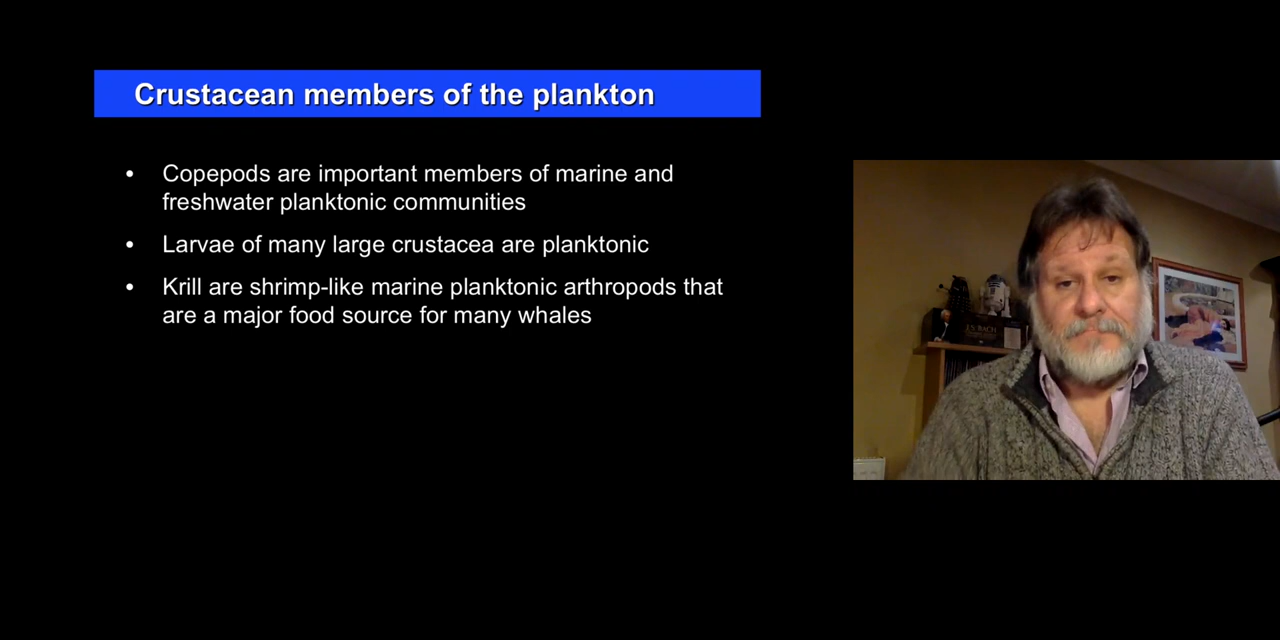 Crustacean members of the plankton
• Copepods are important members of marine and
freshwater planktonic communities
• Larvae of many large crustacea are planktonic
• Krill are shrimp-like marine planktonic arthropods that
are a major food source for many whales
J.S. BACH